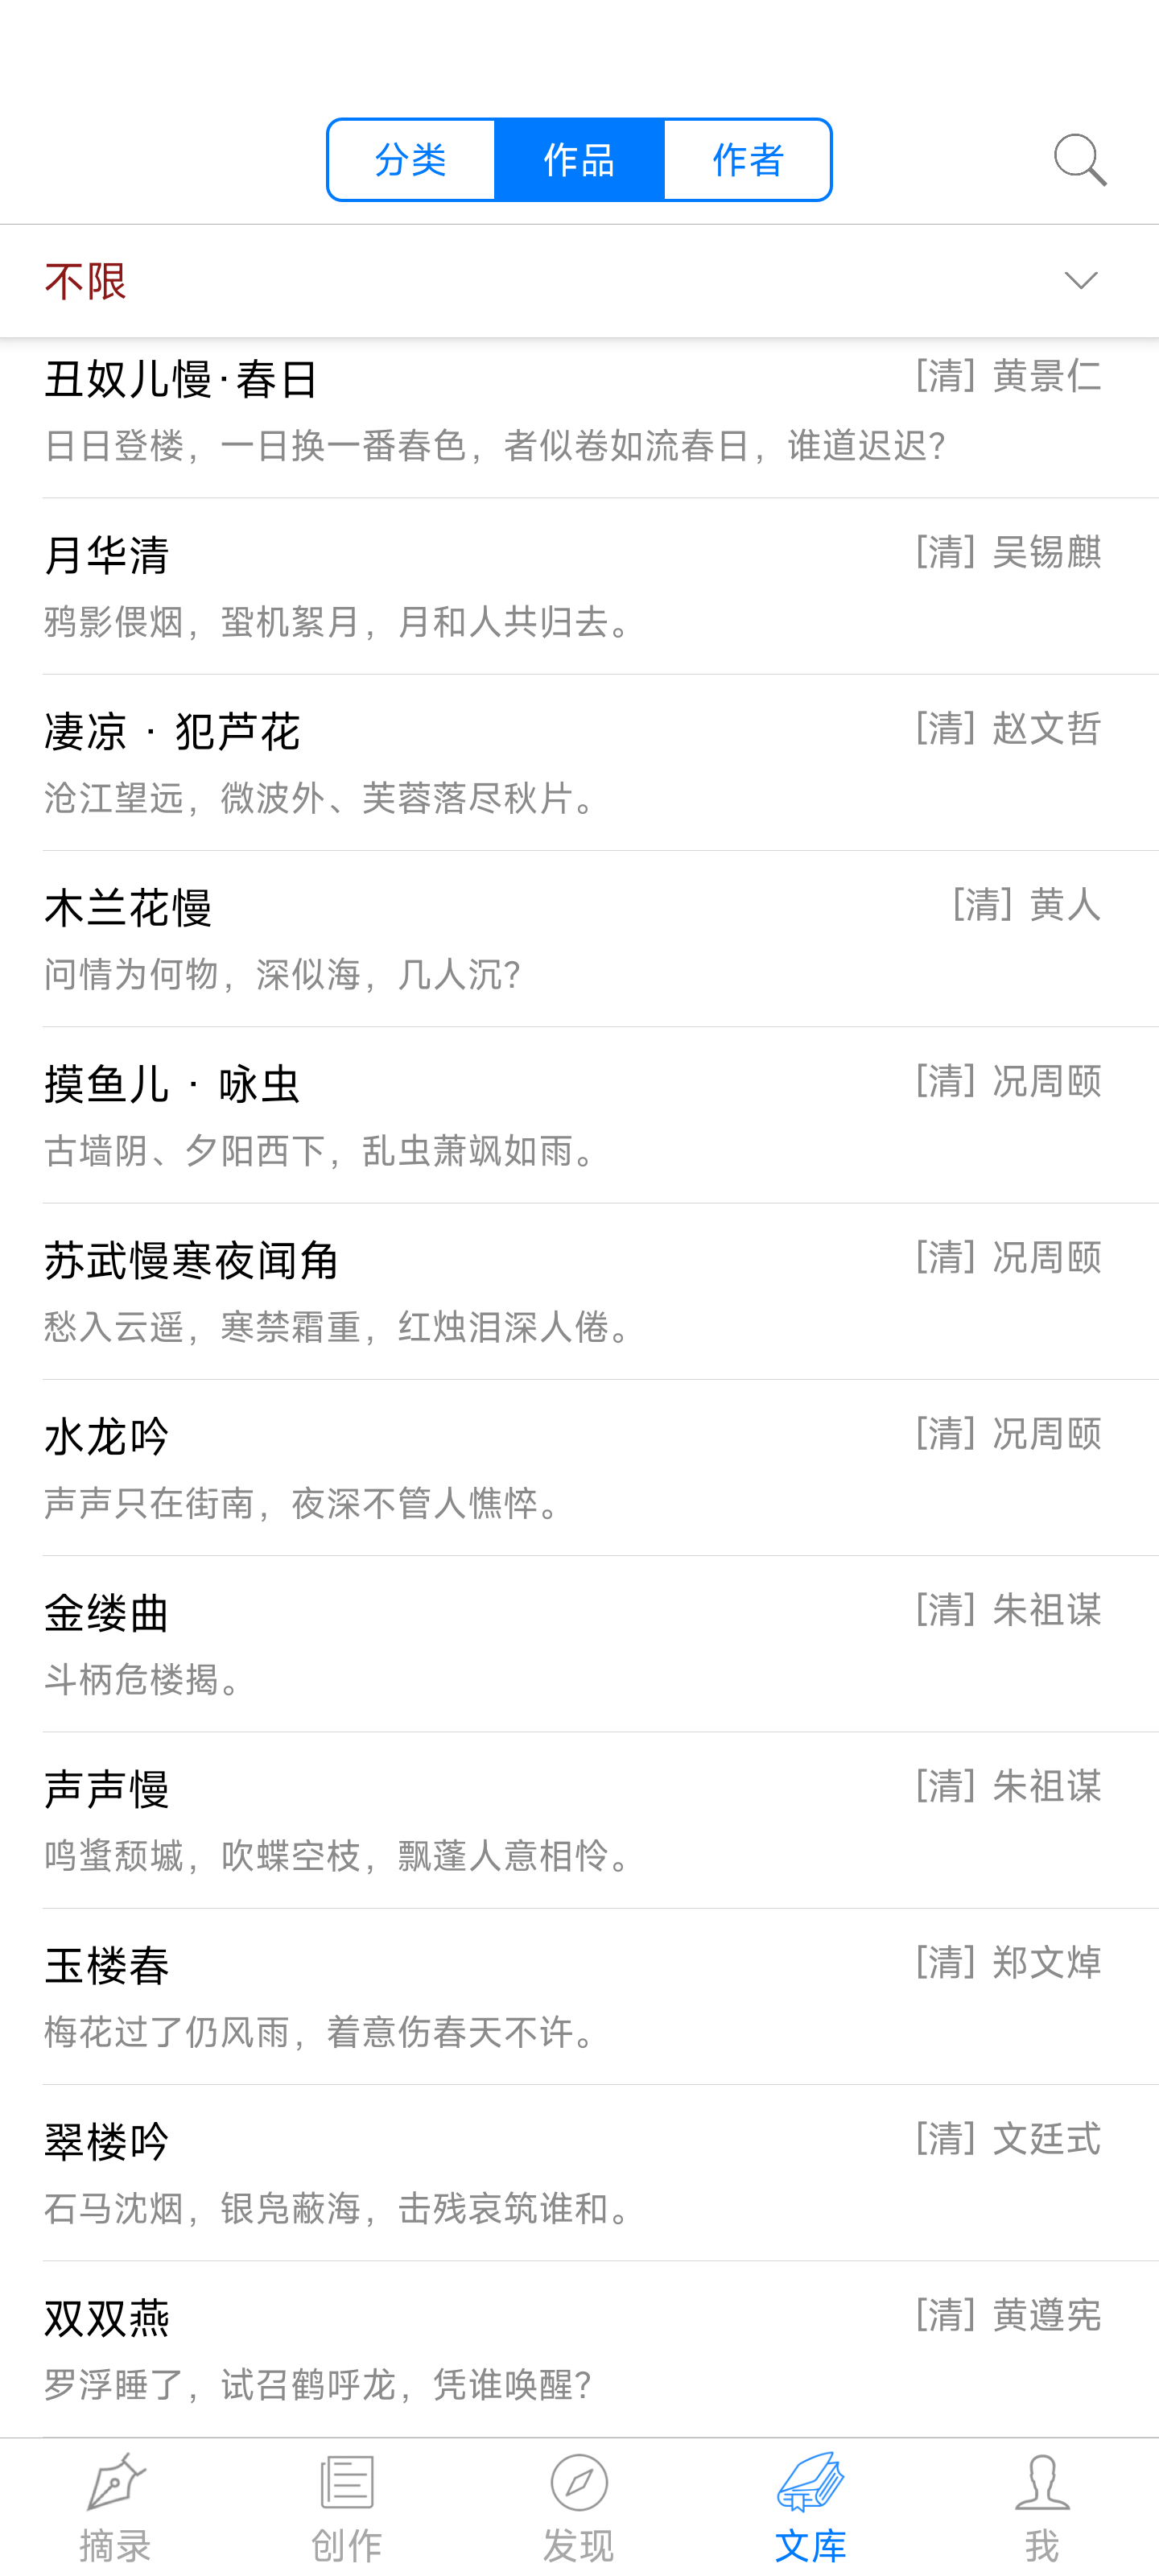 分类 作品 作者
不限
丑奴儿慢·春日 [清] 黄景仁
日日登楼，一日换一番春色，者似卷如流春日，谁道迟迟？
月华清 [清] 吴锡麒
鸦影偎烟，蛩机絮月，月和人共归去。
凄凉 · 犯芦花 [清] 赵文哲
沧江望远，微波外、芙蓉落尽秋片。
木兰花慢 [清] 黄人
问情为何物，深似海，几人沉？
摸鱼儿 · 咏虫 [清] 况周颐
古墙阴、夕阳西下，乱虫萧飒如雨。
苏武慢寒夜闻角 [清] 况周颐
愁入云遥，寒禁霜重，红烛泪深人倦。
水龙吟 [清] 况周颐
声声只在街南，夜深不管人憔悴。
金缕曲 [清] 朱祖谋
斗柄危楼揭。
声声慢 [清] 朱祖谋
鸣螀颓墄，吹蝶空枝，飘蓬人意相怜。
玉楼春 [清] 郑文焯
梅花过了仍风雨，着意伤春天不许。
翠楼吟 [清] 文廷式
石马沈烟，银凫蔽海，击残哀筑谁和。
双双燕 [清] 黄遵宪
罗浮睡了，试召鹤呼龙，凭谁唤醒？
摘录 创作 发现 文库 我